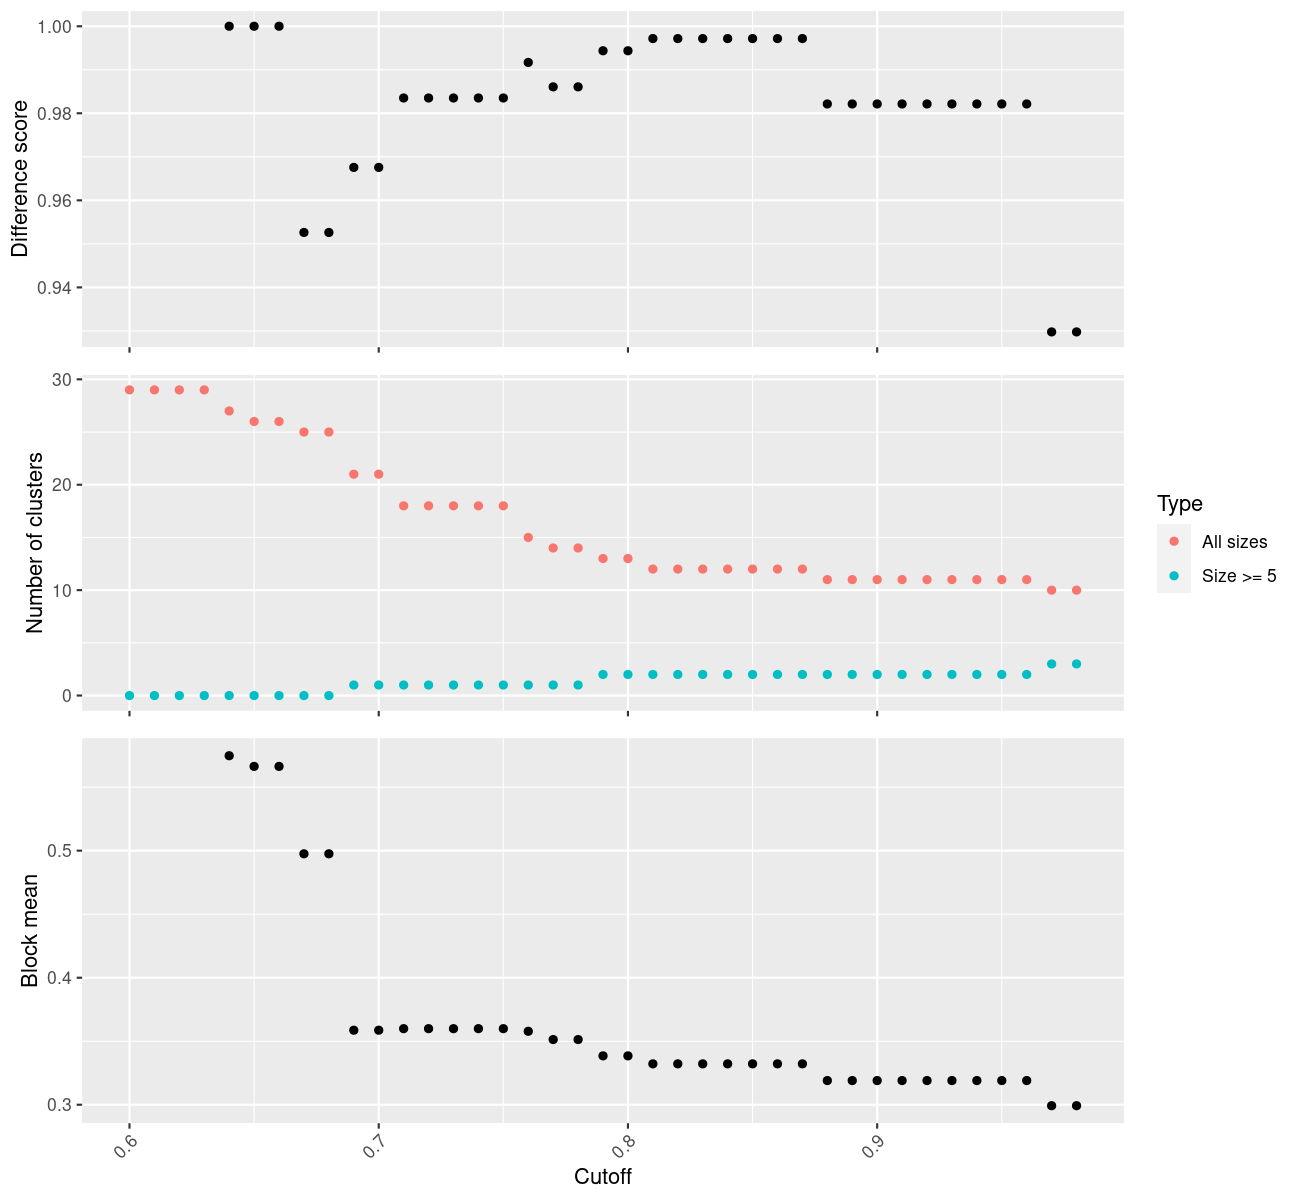 Difference score
1.00
0.98
0.96
0.94
Number of clusters
30
20
10
0
Type
All sizes
Size >= 5
Block mean
0.5
0.4
0.3
0.6
0.7
0.8
0.9
Cutoff